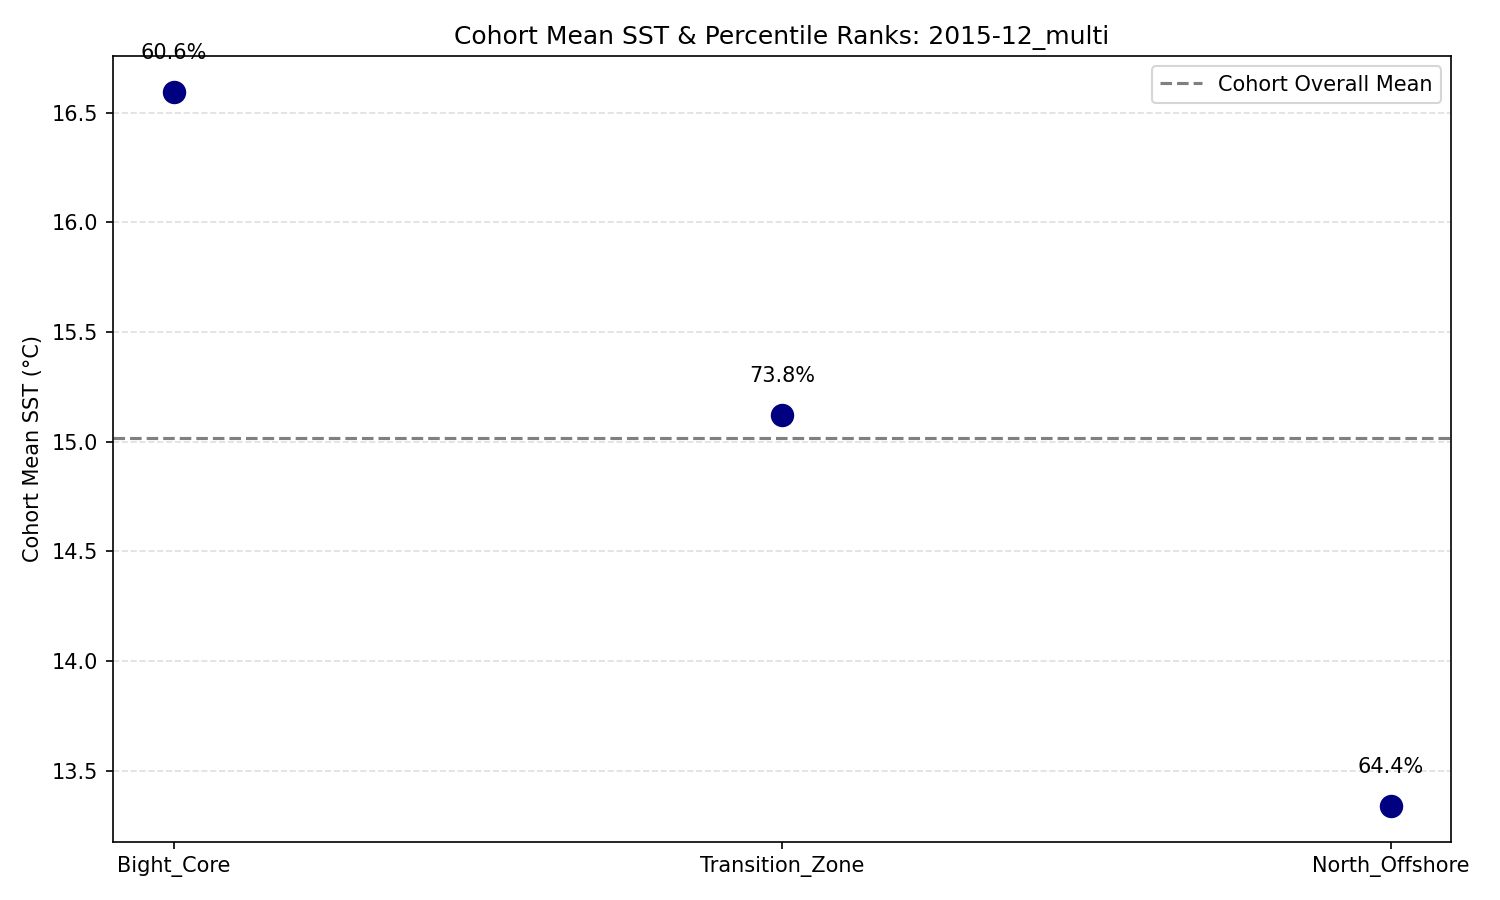 Cohort Mean SST & Percentile Ranks: 2015-12_multi
60.6%
Cohort Overall Mean
16.5
16.0
15.5
73.8%
15.0
14.5
14.0
13.5
64.4%
Cohort Mean SST (°C)
Bight_Core
Transition_Zone
North_Offshore